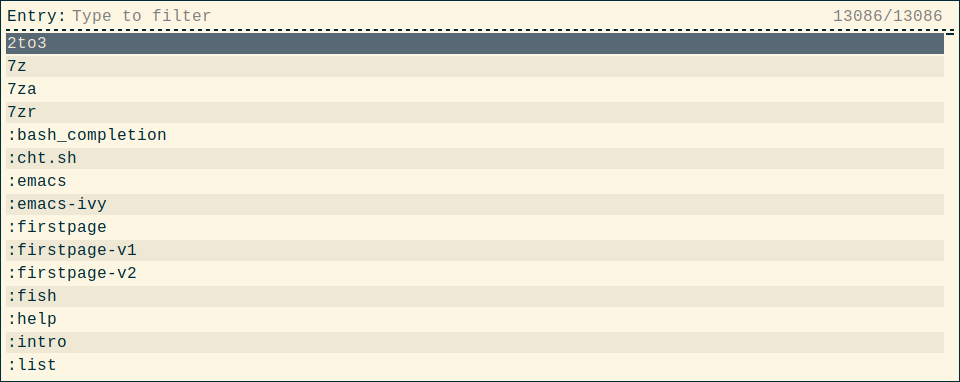 Entry: Type to filter 13086/13086
2to3
7z
7za
7zr
:bash_completion
:cht.sh
:emacs
:emacs-ivy
:firstpage
:firstpage-v1
:firstpage-v2
:fish
:help
:intro
:list